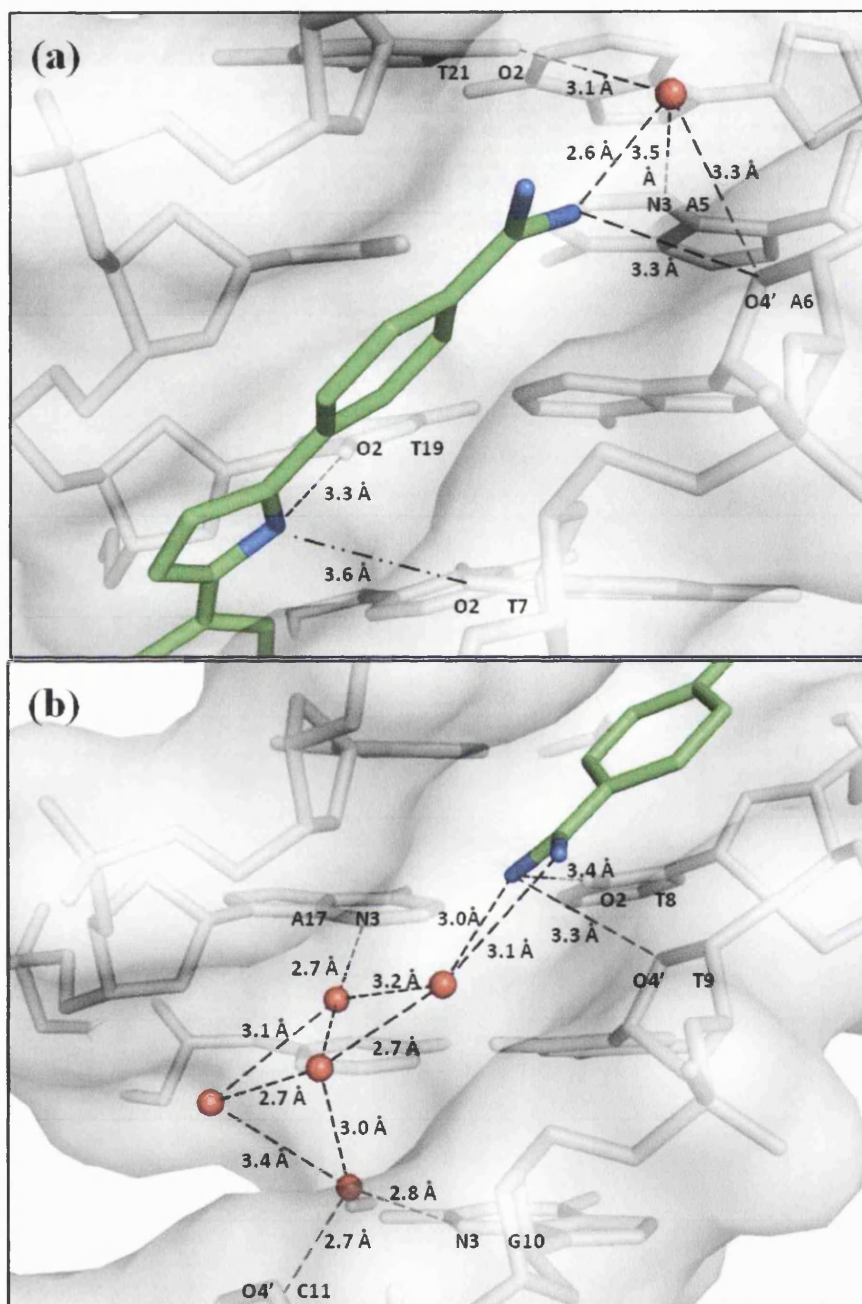 (a)
T21 O2
3.1 Å
2.6 Å 3.5 Å
3.3 Å
N3 A5
3.3 Å
O4' A6
O2 T19
3.3 Å
3.6 Å
O2 T7
(b)
3.4 Å
A17 N3
3.0Å
O2 T8
3.1 Å
3.3 Å
2.7 Å
3.2 Å
O4' T9
3.1 Å
2.7 Å
2.7 Å
3.0 Å
3.4 Å
2.8 Å
2.7 Å
N3 G10
O4' C11